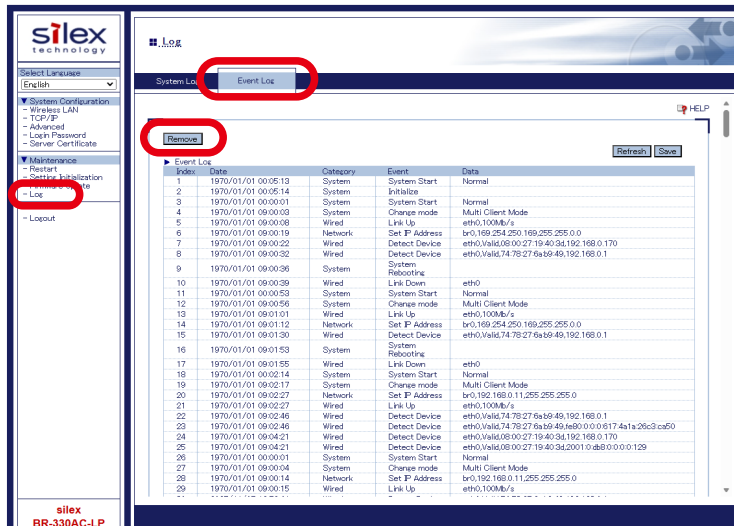 silex
technology
Select Language
English
▼ System Configuration
- Wireless LAN
- TCP/IP
- Advanced
- Login Password
- Server Certificate
▼ Maintenance
- Restart
- Setting Initialization
- Log
- Logout
silex
BR-330AC-LP
Log
System Log Event Log
HELP
Remove
Refresh Save
▶ Event Log
Index Date Category Event Data
1 1970/01/01 00:05:13 System System Start Normal
2 1970/01/01 00:05:14 System Initialize
3 1970/01/01 00:00:01 System System Start Normal
4 1970/01/01 09:00:03 System Change mode Multi Client Mode
5 1970/01/01 09:00:08 Wired Link Up eth0,100Mb/s
6 1970/01/01 09:00:19 Network Set IP Address br0,169.254.250.169,255.255.0.0
7 1970/01/01 09:00:22 Wired Detect Device eth0,Valid,08:00:27:19:40:3d,192.168.0.170
8 1970/01/01 09:00:32 Wired Detect Device eth0,Valid,74:78:27:6a:b9:49,192.168.0.1
9 1970/01/01 09:00:36 System System Rebooting
10 1970/01/01 09:00:39 Wired Link Down eth0
11 1970/01/01 00:00:53 System System Start Normal
12 1970/01/01 09:00:56 System Change mode Multi Client Mode
13 1970/01/01 09:01:01 Wired Link Up eth0,100Mb/s
14 1970/01/01 09:01:12 Network Set IP Address br0,169.254.250.169,255.255.0.0
15 1970/01/01 09:01:30 Wired Detect Device eth0,Valid,74:78:27:6a:b9:49,192.168.0.1
16 1970/01/01 09:01:53 System System Rebooting
17 1970/01/01 09:01:55 Wired Link Down eth0
18 1970/01/01 00:02:14 System System Start Normal
19 1970/01/01 09:02:17 System Change mode Multi Client Mode
20 1970/01/01 09:02:27 Network Set IP Address br0,192.168.0.11,255.255.255.0
21 1970/01/01 09:02:27 Wired Link Up eth0,100Mb/s
22 1970/01/01 09:02:46 Wired Detect Device eth0,Valid,74:78:27:6a:b9:49,192.168.0.1
23 1970/01/01 09:02:46 Wired Detect Device eth0,Valid,74:78:27:6a:b9:49,fe80:0:0:0:617:4a1a:26c3:ca50
24 1970/01/01 09:04:21 Wired Detect Device eth0,Valid,08:00:27:19:40:3d,192.168.0.170
25 1970/01/01 09:04:21 Wired Detect Device eth0,Valid,08:00:27:19:40:3d,2001:0:db8:0:0:0:0:129
26 1970/01/01 00:00:01 System System Start Normal
27 1970/01/01 09:00:04 System Change mode Multi Client Mode
28 1970/01/01 09:00:14 Network Set IP Address br0,192.168.0.11,255.255.255.0
29 1970/01/01 09:00:15 Wired Link Up eth0,100Mb/s